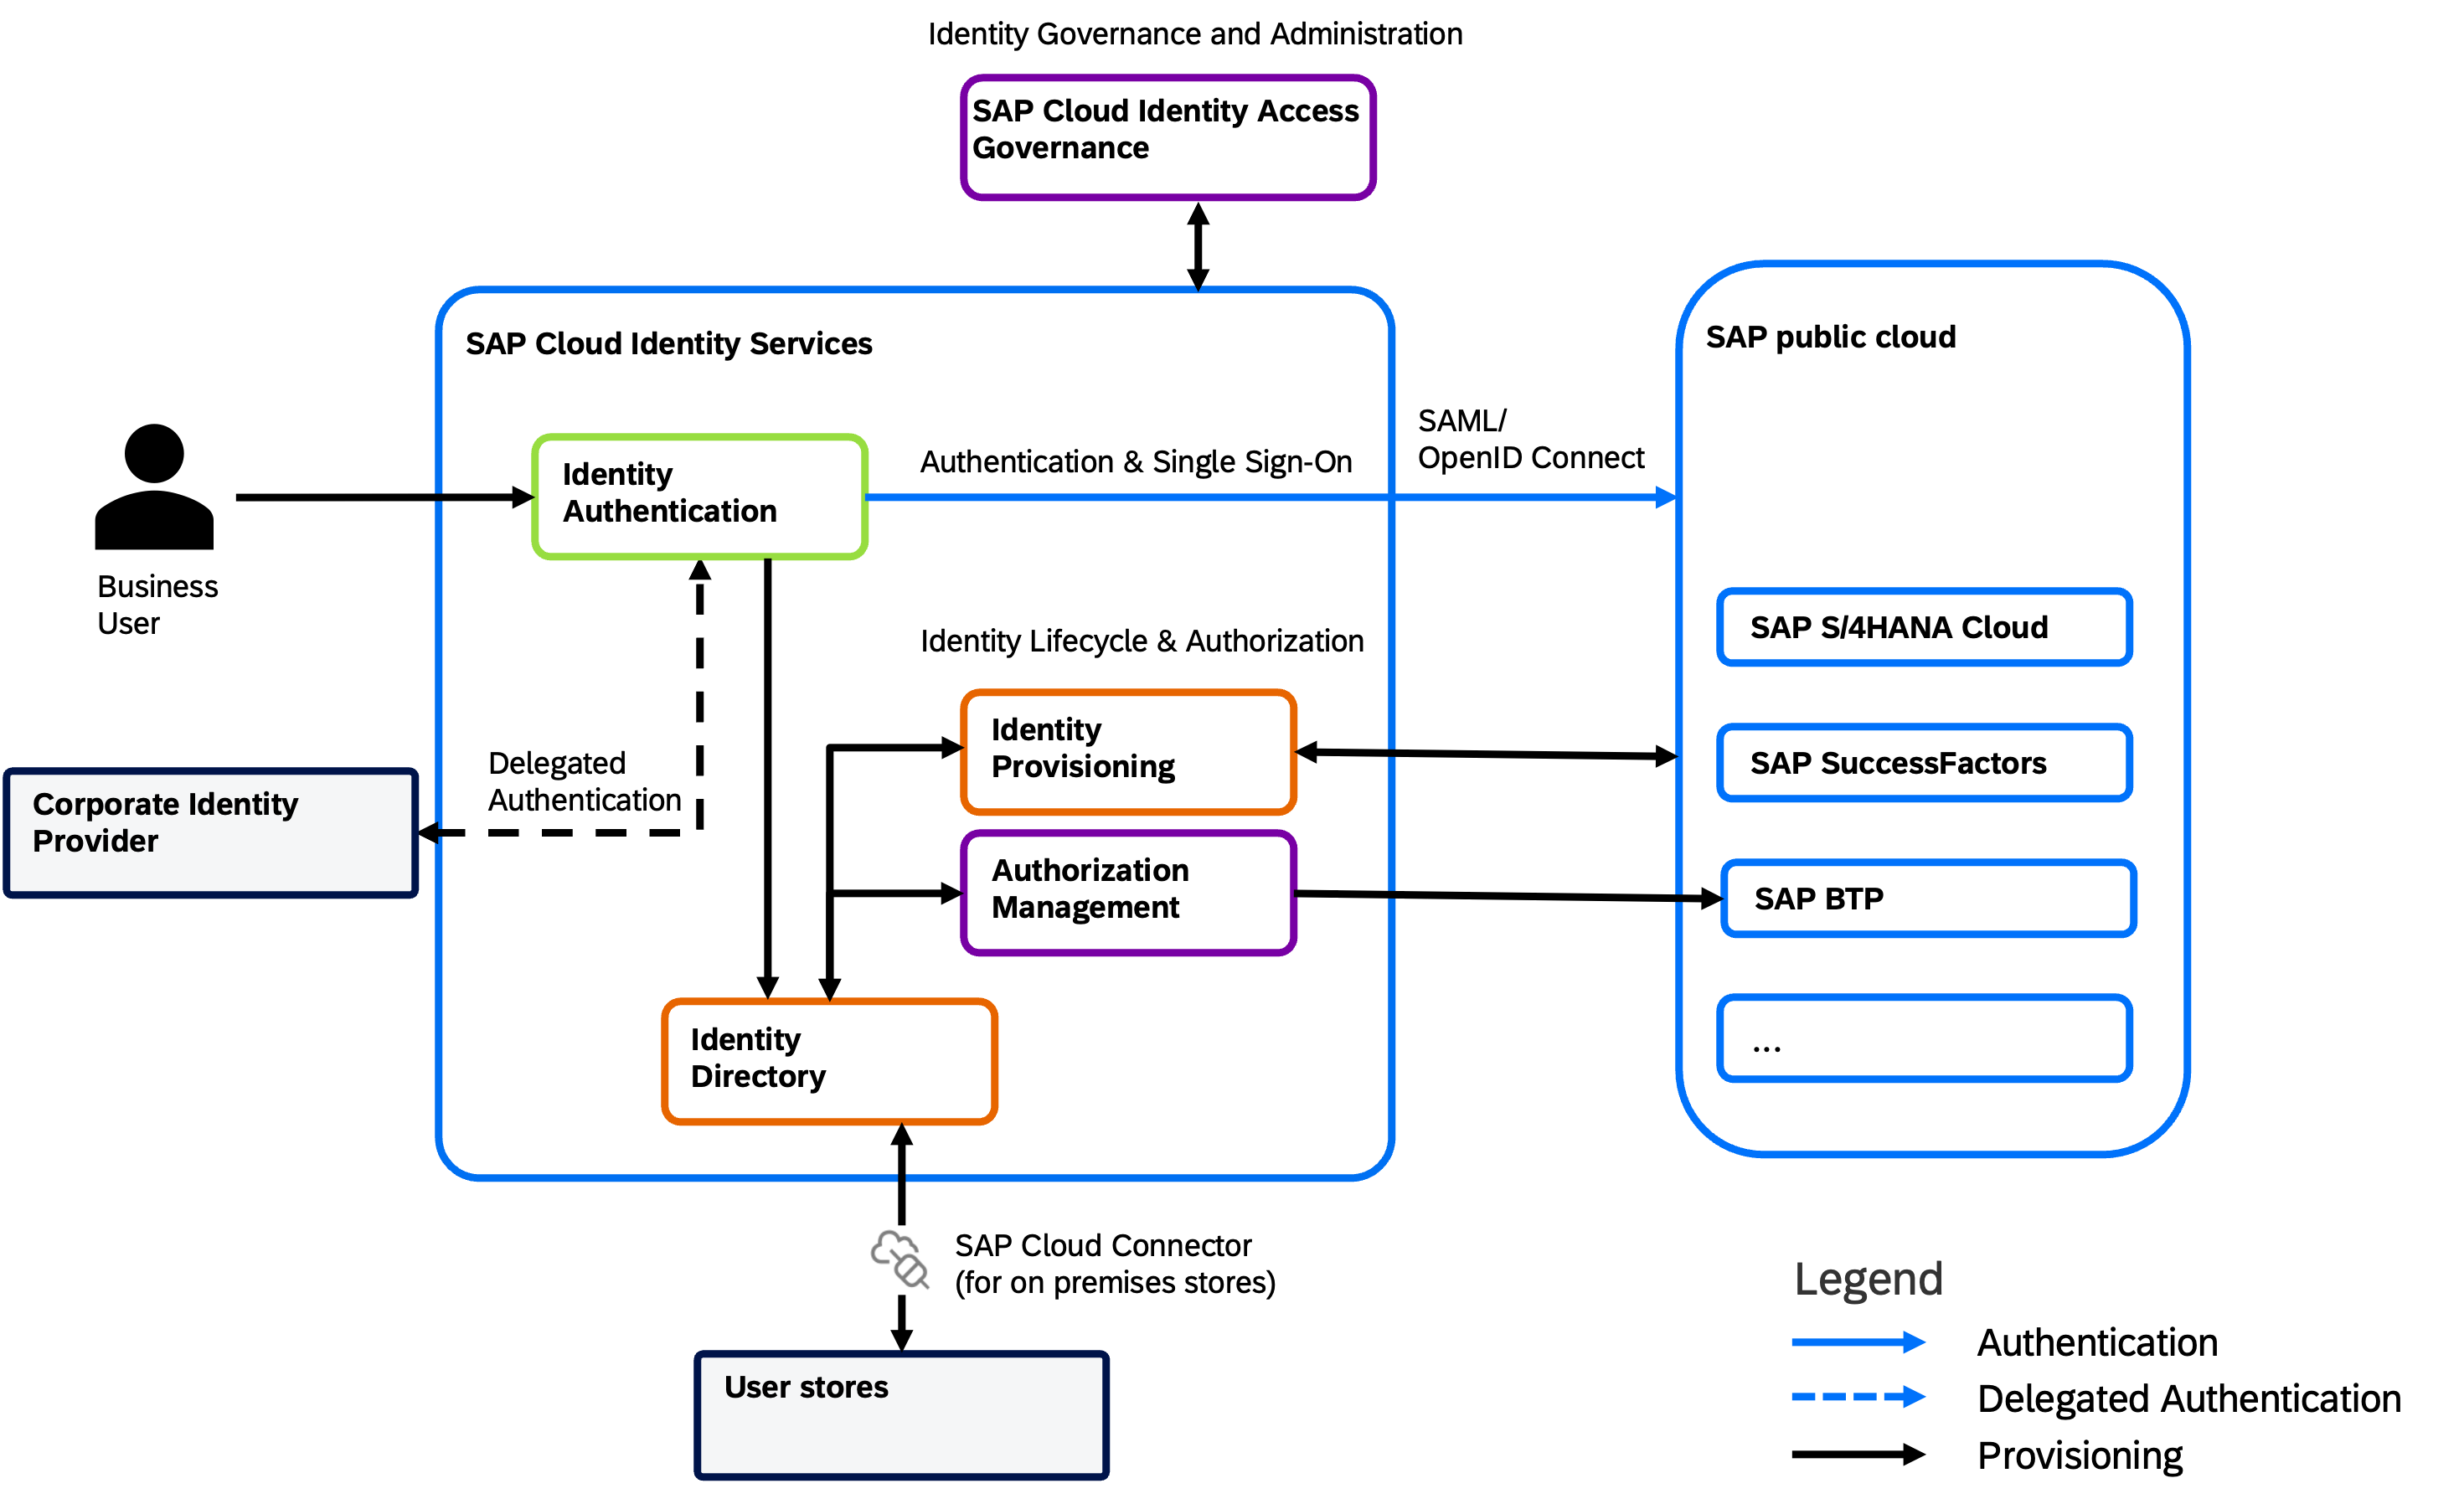 Identity Governance and Administration
SAP Cloud Identity Access
Governance
SAP Cloud Identity Services
SAP public cloud
Business
User
Identity
Authentication
Authentication & Single Sign-On
SAML/
OpenID Connect
Corporate Identity
Provider
Delegated
Authentication
Identity Lifecycle & Authorization
Identity
Provisioning
Authorization
Management
Identity
Directory
SAP S/4HANA Cloud
SAP SuccessFactors
SAP BTP
...
SAP Cloud Connector
(for on premises stores)
User stores
Legend
Authentication
Delegated Authentication
Provisioning